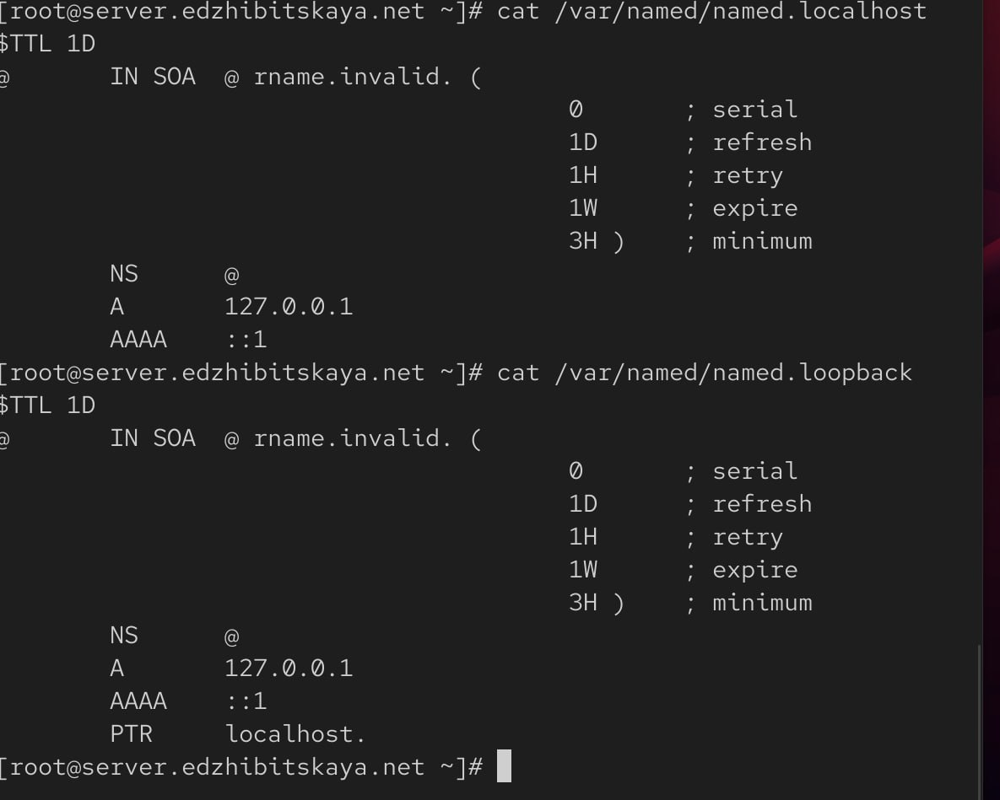 [root@server.edzhibitskaya.net ~]# cat /var/named/named.localhost
$TTL 1D
@       IN SOA  @ rname.invalid. (
                                        0       ; serial
                                        1D      ; refresh
                                        1H      ; retry
                                        1W      ; expire
                                        3H )    ; minimum
        NS      @
        A       127.0.0.1
        AAAA    ::1
[root@server.edzhibitskaya.net ~]# cat /var/named/named.loopback
$TTL 1D
@       IN SOA  @ rname.invalid. (
                                        0       ; serial
                                        1D      ; refresh
                                        1H      ; retry
                                        1W      ; expire
                                        3H )    ; minimum
        NS      @
        A       127.0.0.1
        AAAA    ::1
        PTR     localhost.
[root@server.edzhibitskaya.net ~]#